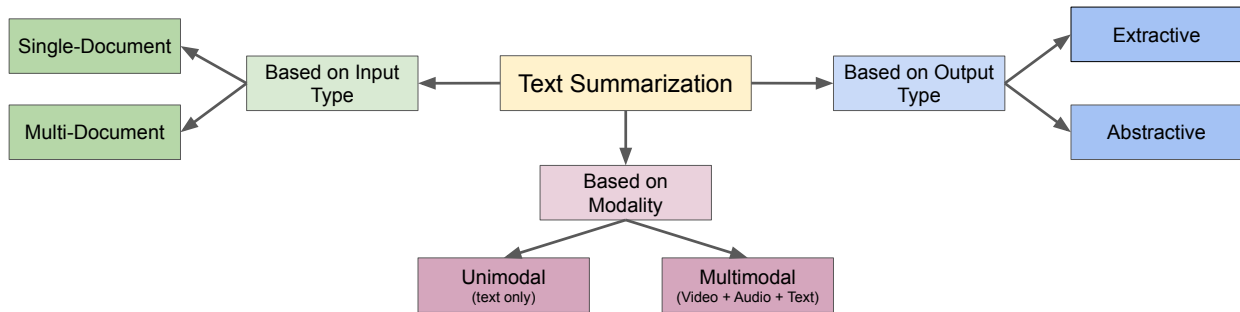 Single-Document
Multi-Document
Based on Input
Type
Text Summarization
Based on Output
Type
Extractive
Abstractive
Based on
Modality
Unimodal
(text only)
Multimodal
(Video + Audio + Text)